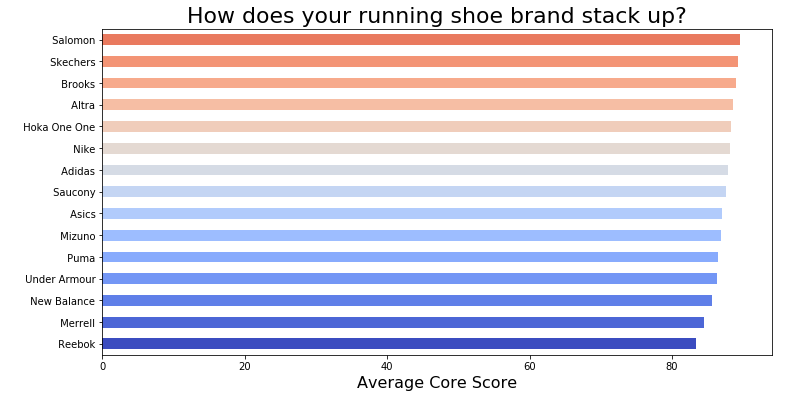 How does your running shoe brand stack up?
Salomon
Skechers
Brooks
Altra
Hoka One One
Nike
Adidas
Saucony
Asics
Mizuno
Puma
Under Armour
New Balance
Merrell
Reebok
0 20 40 60 80
Average Core Score